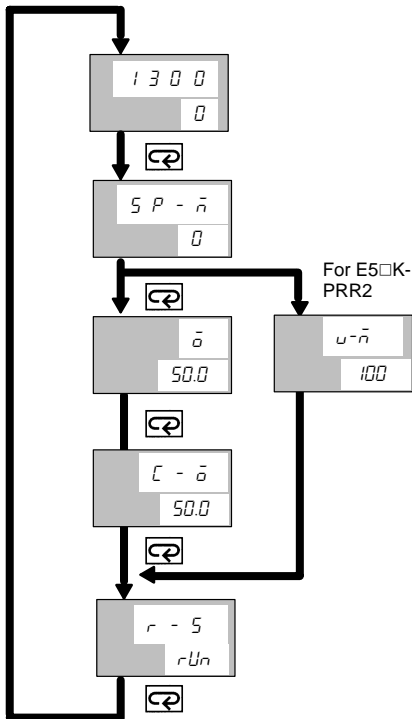 1300
0
SP-m̄
0
For E5□K-
PRR2
ō
50.0
u-m̄
100
C-ō
50.0
r-S
rUn